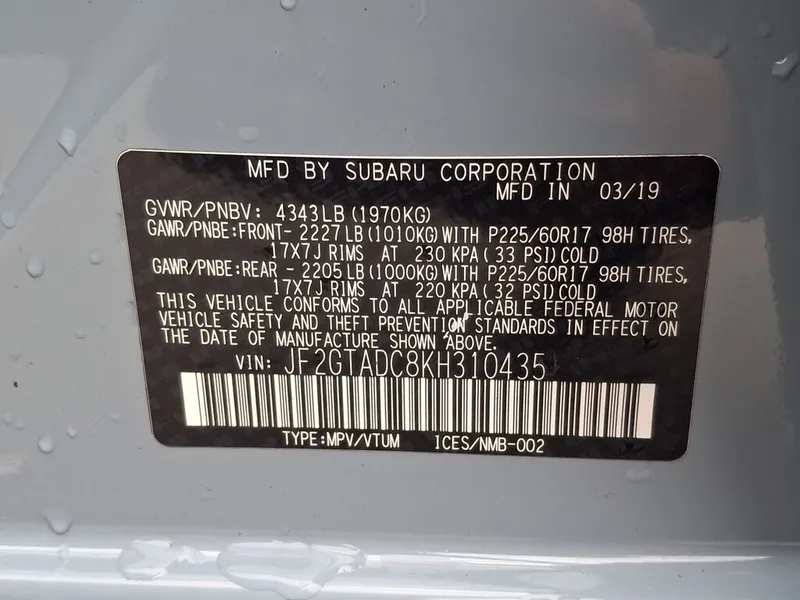 MFD BY SUBARU CORPORATION
MFD IN 03/19
GVWR/PNBV: 4343LB(1970KG)
GAWR/PNBE:FRONT- 2227LB(1010KG)WITH P225/60R17 98H TIRES,
17X7J RIMS AT 230 KPA(33 PSI)COLD
GAWR/PNBE:REAR - 2205LB(1000KG)WITH P225/60R17 98H TIRES,
17X7J RIMS AT 220 KPA(32 PSI)COLD
THIS VEHICLE CONFORMS TO ALL APPLICABLE FEDERAL MOTOR
VEHICLE SAFETY AND THEFT PREVENTION STANDARDS IN EFFECT ON
THE DATE OF MANUFACTURE SHOWN ABOVE.
VIN: JF2GTADC8KH310435
TYPE:MPV/VTUM ICES/NMB-002